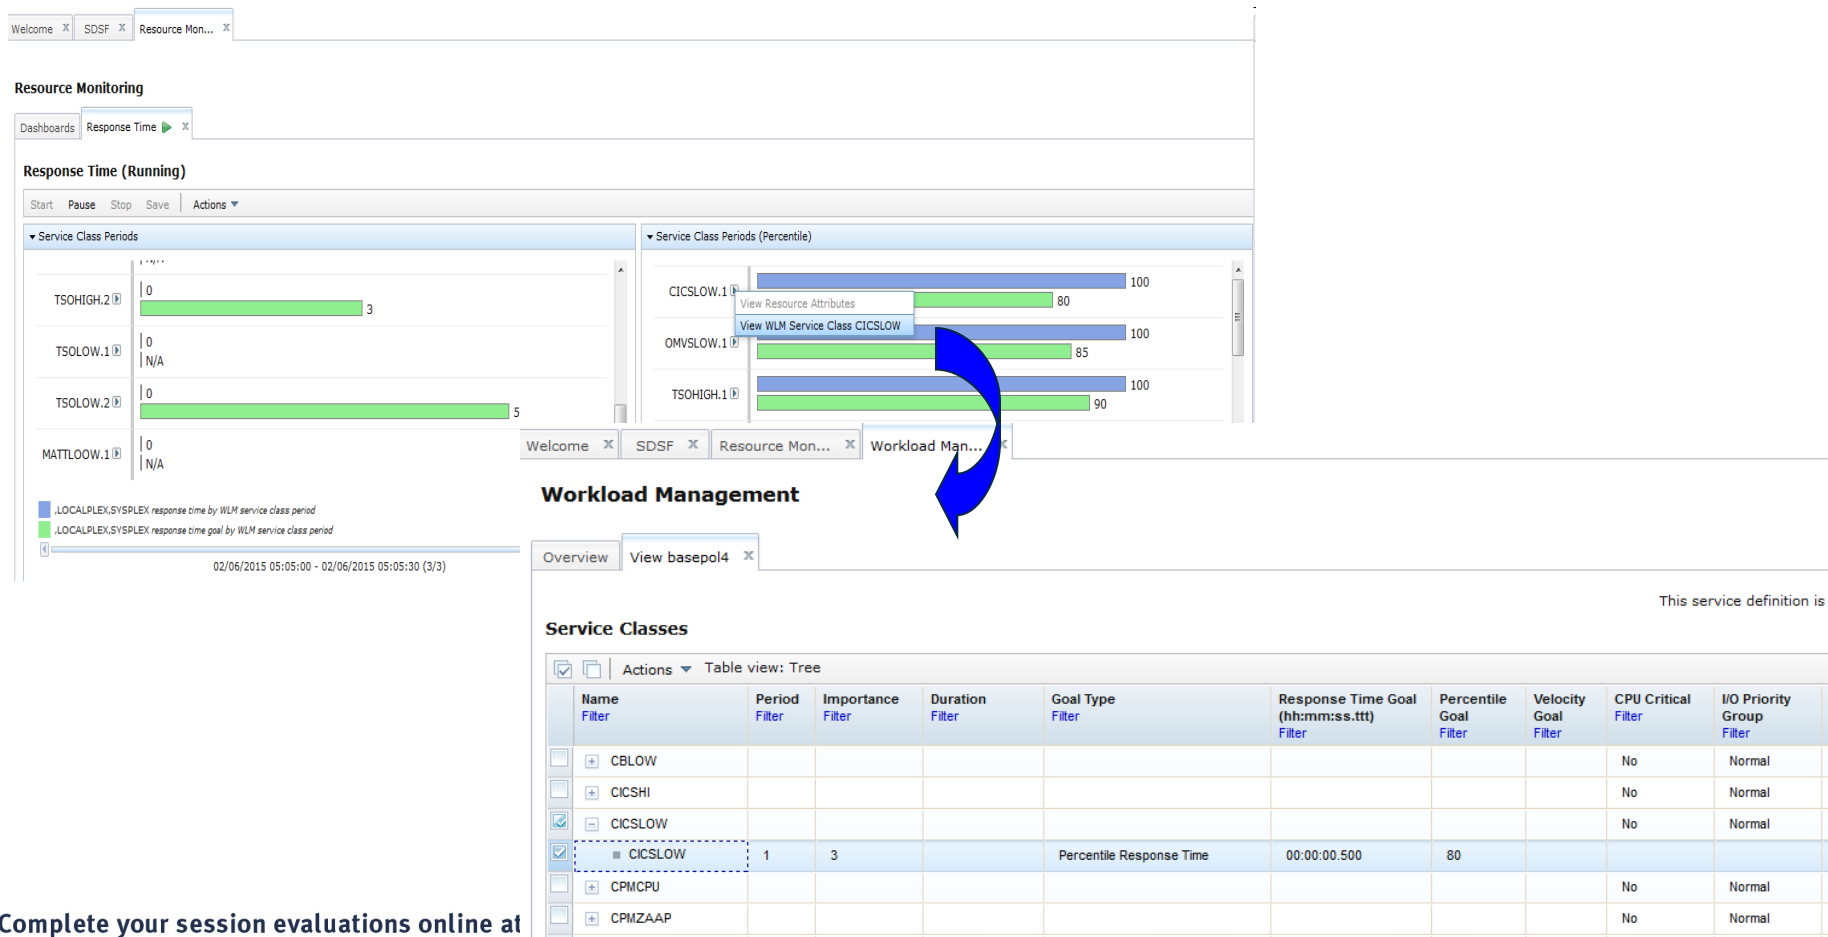 Welcome x SDSF x Resource Mon... x
Resource Monitoring
Dashboards Response Time x
Response Time (Running)
Start Pause Stop Save Actions
Service Class Periods
N/A
TSOHIGH.2 0
3
TSOLOW.1 0
N/A
TSOLOW.2 0
5
MATTLOOW.1 0
N/A
,LOCALPLEX,SYSPLEX response time by WLM service class period
,LOCALPLEX,SYSPLEX response time goal by WLM service class period
02/06/2015 05:05:00 - 02/06/2015 05:05:30 (3/3)
Service Class Periods (Percentile)
CICSLOW.1 100
80
View Resource Attributes
View WLM Service Class CICSLOW
OMVSLOW.1 100
85
TSOHIGH.1 100
90
Welcome x SDSF x Resource Mon... x Workload Man... x
Workload Management
Overview View basepol4 x
This service definition is
Service Classes
Actions Table view: Tree
Name Period Importance Duration Goal Type Response Time Goal (hh:mm:ss.ttt) Percentile Goal Velocity Goal CPU Critical I/O Priority Group
Filter Filter Filter Filter Filter Filter Filter Filter Filter Filter
CBLOW No Normal
CICSHI No Normal
CICSLOW No Normal
CICSLOW 1 3 Percentile Response Time 00:00:00.500 80
CPMCPU No Normal
CPMZAAP No Normal
Complete your session evaluations online at